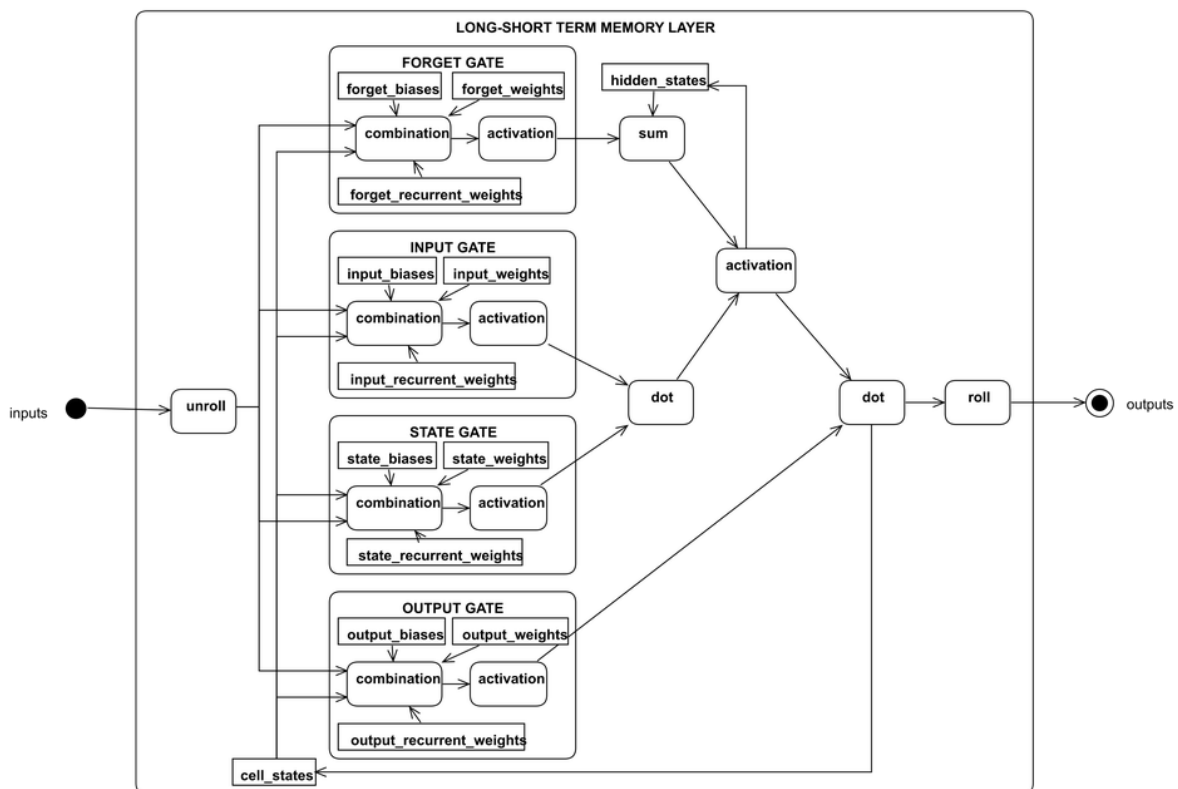 LONG-SHORT TERM MEMORY LAYER
FORGET GATE
forget_biases
forget_weights
combination
activation
forget_recurrent_weights
hidden_states
sum
INPUT GATE
input_biases
input_weights
combination
activation
input_recurrent_weights
activation
inputs
unroll
dot
dot
roll
outputs
STATE GATE
state_biases
state_weights
combination
activation
state_recurrent_weights
OUTPUT GATE
output_biases
output_weights
combination
activation
output_recurrent_weights
cell_states